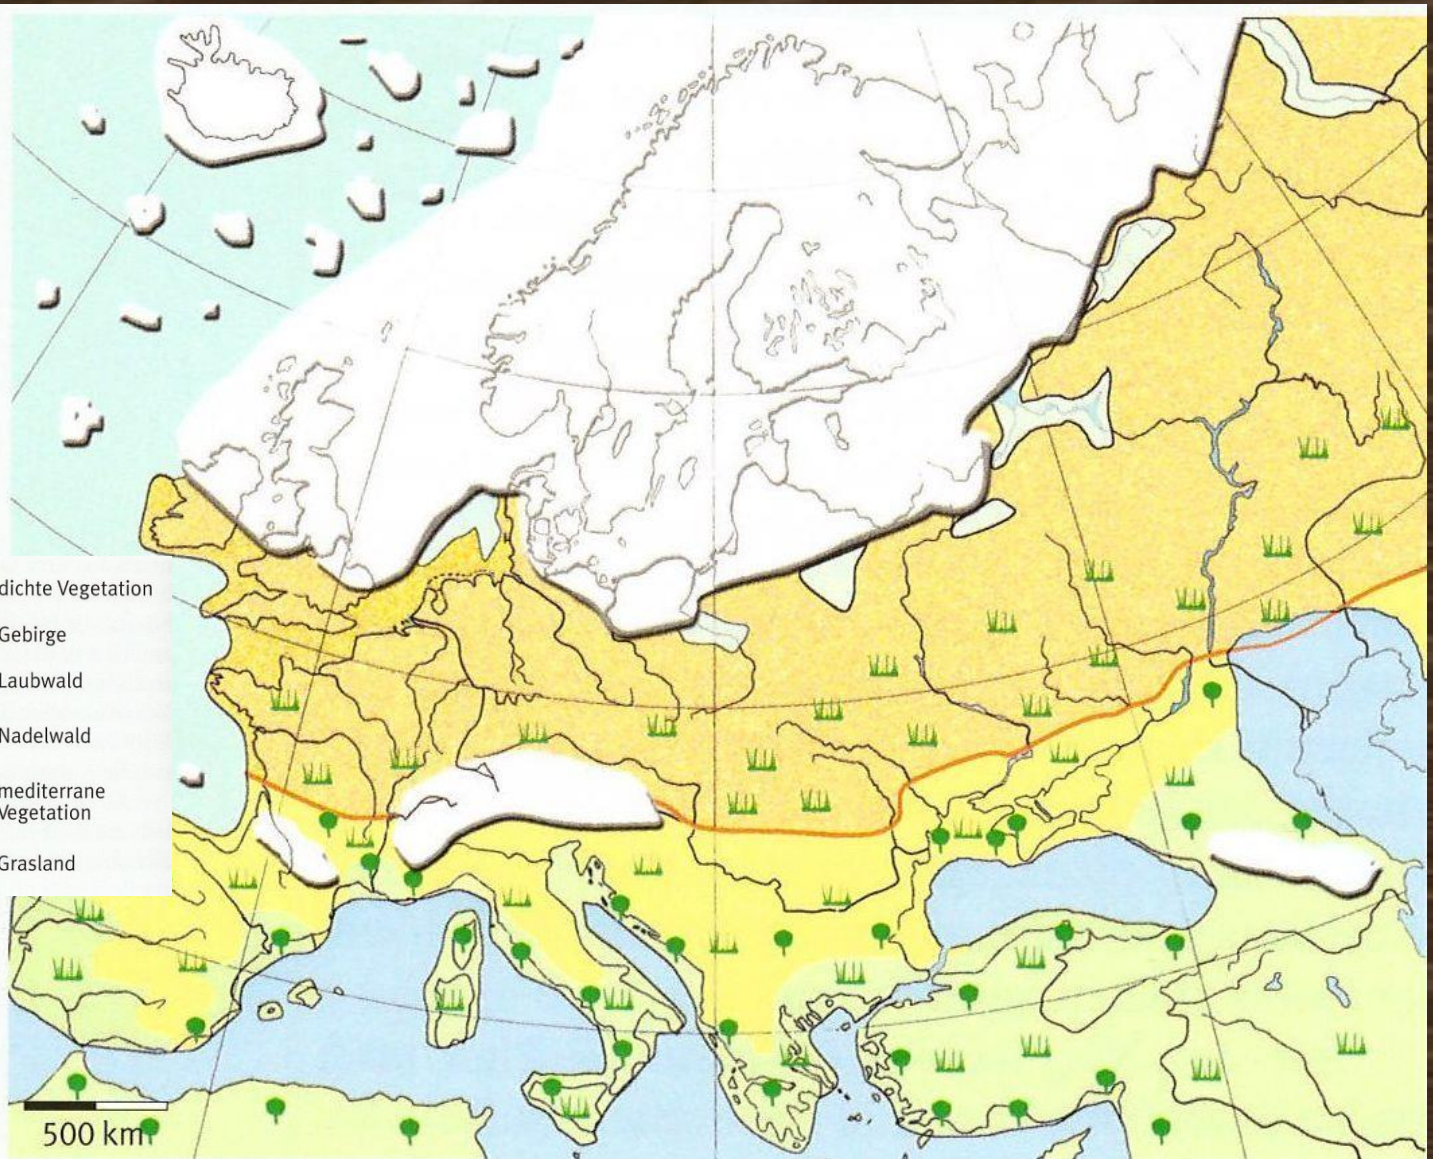 dichte Vegetation
Gebirge
Laubwald
Nadelwald
mediterrane
Vegetation
Grasland
500 km